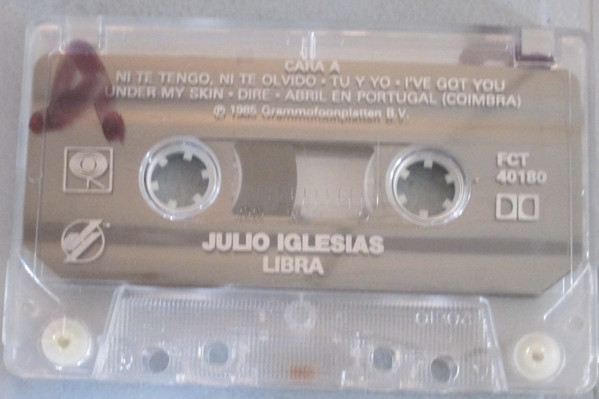 CARA A
NI TE TENGO, NI TE OLVIDO • TU Y YO • I'VE GOT YOU
UNDER MY SKIN • DIRE • ABRIL EN PORTUGAL (COIMBRA)
℗ 1985 Grammofoonplatten B.V.
FCT
40180
JULIO IGLESIAS
LIBRA